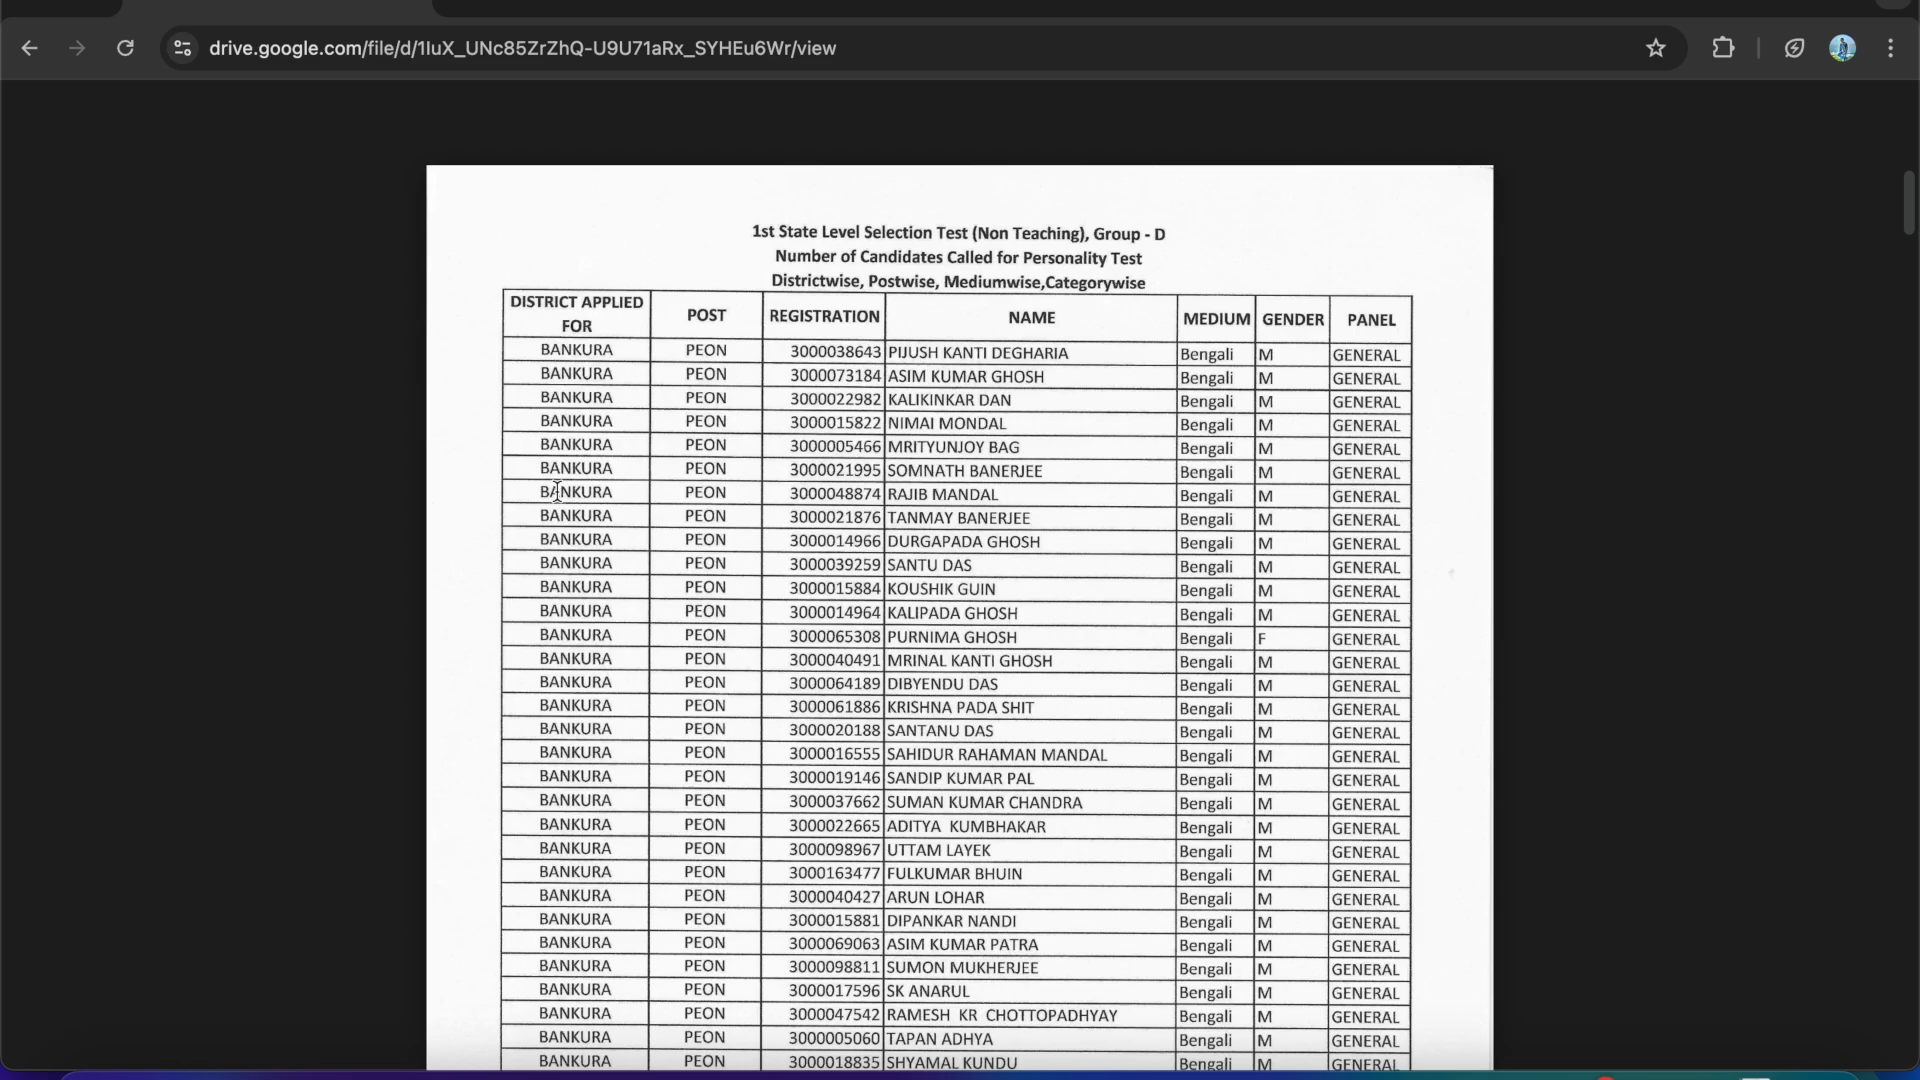 drive.google.com/file/d/1IuX_UNc85ZrZhQ-U9U71aRx_SYHEu6Wr/view
1st State Level Selection Test (Non Teaching), Group - D
Number of Candidates Called for Personality Test
Districtwise, Postwise, Mediumwise,Categorywise
DISTRICT APPLIED FOR POST REGISTRATION NAME MEDIUM GENDER PANEL
BANKURA PEON 3000038643 PIJUSH KANTI DEGHARIA Bengali M GENERAL
BANKURA PEON 3000073184 ASIM KUMAR GHOSH Bengali M GENERAL
BANKURA PEON 3000022982 KALIKINKAR DAN Bengali M GENERAL
BANKURA PEON 3000015822 NIMAI MONDAL Bengali M GENERAL
BANKURA PEON 3000005466 MRITYUNJOY BAG Bengali M GENERAL
BANKURA PEON 3000021995 SOMNATH BANERJEE Bengali M GENERAL
BANKURA PEON 3000048874 RAJIB MANDAL Bengali M GENERAL
BANKURA PEON 3000021876 TANMAY BANERJEE Bengali M GENERAL
BANKURA PEON 3000014966 DURGAPADA GHOSH Bengali M GENERAL
BANKURA PEON 3000039259 SANTU DAS Bengali M GENERAL
BANKURA PEON 3000015884 KOUSHIK GUIN Bengali M GENERAL
BANKURA PEON 3000014964 KALIPADA GHOSH Bengali M GENERAL
BANKURA PEON 3000065308 PURNIMA GHOSH Bengali F GENERAL
BANKURA PEON 3000040491 MRINAL KANTI GHOSH Bengali M GENERAL
BANKURA PEON 3000064189 DIBYENDU DAS Bengali M GENERAL
BANKURA PEON 3000061886 KRISHNA PADA SHIT Bengali M GENERAL
BANKURA PEON 3000020188 SANTANU DAS Bengali M GENERAL
BANKURA PEON 3000016555 SAHIDUR RAHAMAN MANDAL Bengali M GENERAL
BANKURA PEON 3000019146 SANDIP KUMAR PAL Bengali M GENERAL
BANKURA PEON 3000037662 SUMAN KUMAR CHANDRA Bengali M GENERAL
BANKURA PEON 3000022665 ADITYA KUMBHAKAR Bengali M GENERAL
BANKURA PEON 3000098967 UTTAM LAYEK Bengali M GENERAL
BANKURA PEON 3000163477 FULKUMAR BHUIN Bengali M GENERAL
BANKURA PEON 3000040427 ARUN LOHAR Bengali M GENERAL
BANKURA PEON 3000015881 DIPANKAR NANDI Bengali M GENERAL
BANKURA PEON 3000069063 ASIM KUMAR PATRA Bengali M GENERAL
BANKURA PEON 3000098811 SUMON MUKHERJEE Bengali M GENERAL
BANKURA PEON 3000017596 SK ANARUL Bengali M GENERAL
BANKURA PEON 3000047542 RAMESH KR CHOTTOPADHYAY Bengali M GENERAL
BANKURA PEON 3000005060 TAPAN ADHYA Bengali M GENERAL
BANKURA PEON 3000018835 SHYAMAL KUNDU Bengali M GENERAL